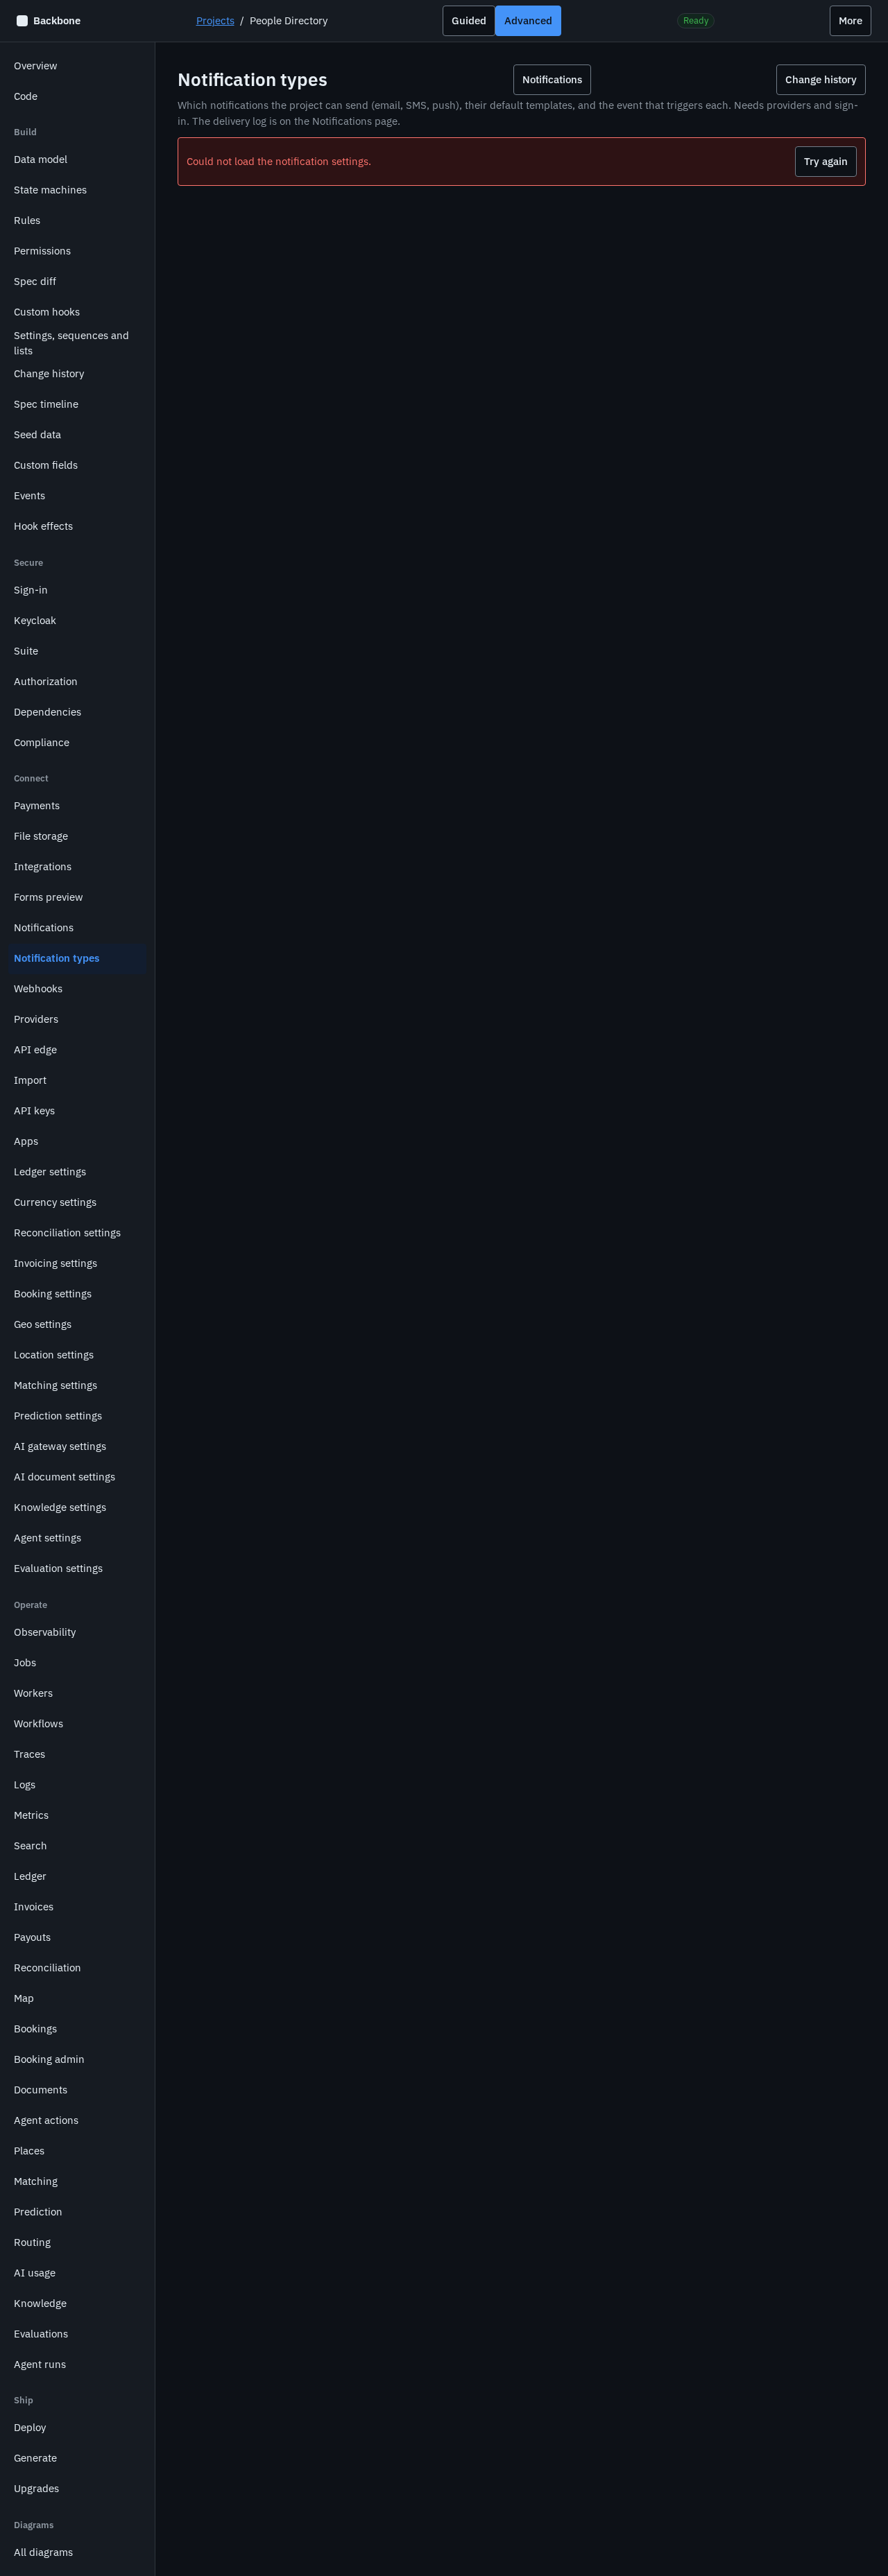 Backbone
Projects / People Directory
Guided
Advanced
Ready
More
Overview
Code
Build
Data model
State machines
Rules
Permissions
Spec diff
Custom hooks
Settings, sequences and
lists
Change history
Spec timeline
Seed data
Custom fields
Events
Hook effects
Secure
Sign-in
Keycloak
Suite
Authorization
Dependencies
Compliance
Connect
Payments
File storage
Integrations
Forms preview
Notifications
Notification types
Webhooks
Providers
API edge
Import
API keys
Apps
Ledger settings
Currency settings
Reconciliation settings
Invoicing settings
Booking settings
Geo settings
Location settings
Matching settings
Prediction settings
AI gateway settings
AI document settings
Knowledge settings
Agent settings
Evaluation settings
Operate
Observability
Jobs
Workers
Workflows
Traces
Logs
Metrics
Search
Ledger
Invoices
Payouts
Reconciliation
Map
Bookings
Booking admin
Documents
Agent actions
Places
Matching
Prediction
Routing
AI usage
Knowledge
Evaluations
Agent runs
Ship
Deploy
Generate
Upgrades
Diagrams
All diagrams
Notification types
Notifications
Change history
Which notifications the project can send (email, SMS, push), their default templates, and the event that triggers each. Needs providers and sign-
in. The delivery log is on the Notifications page.
Could not load the notification settings.
Try again